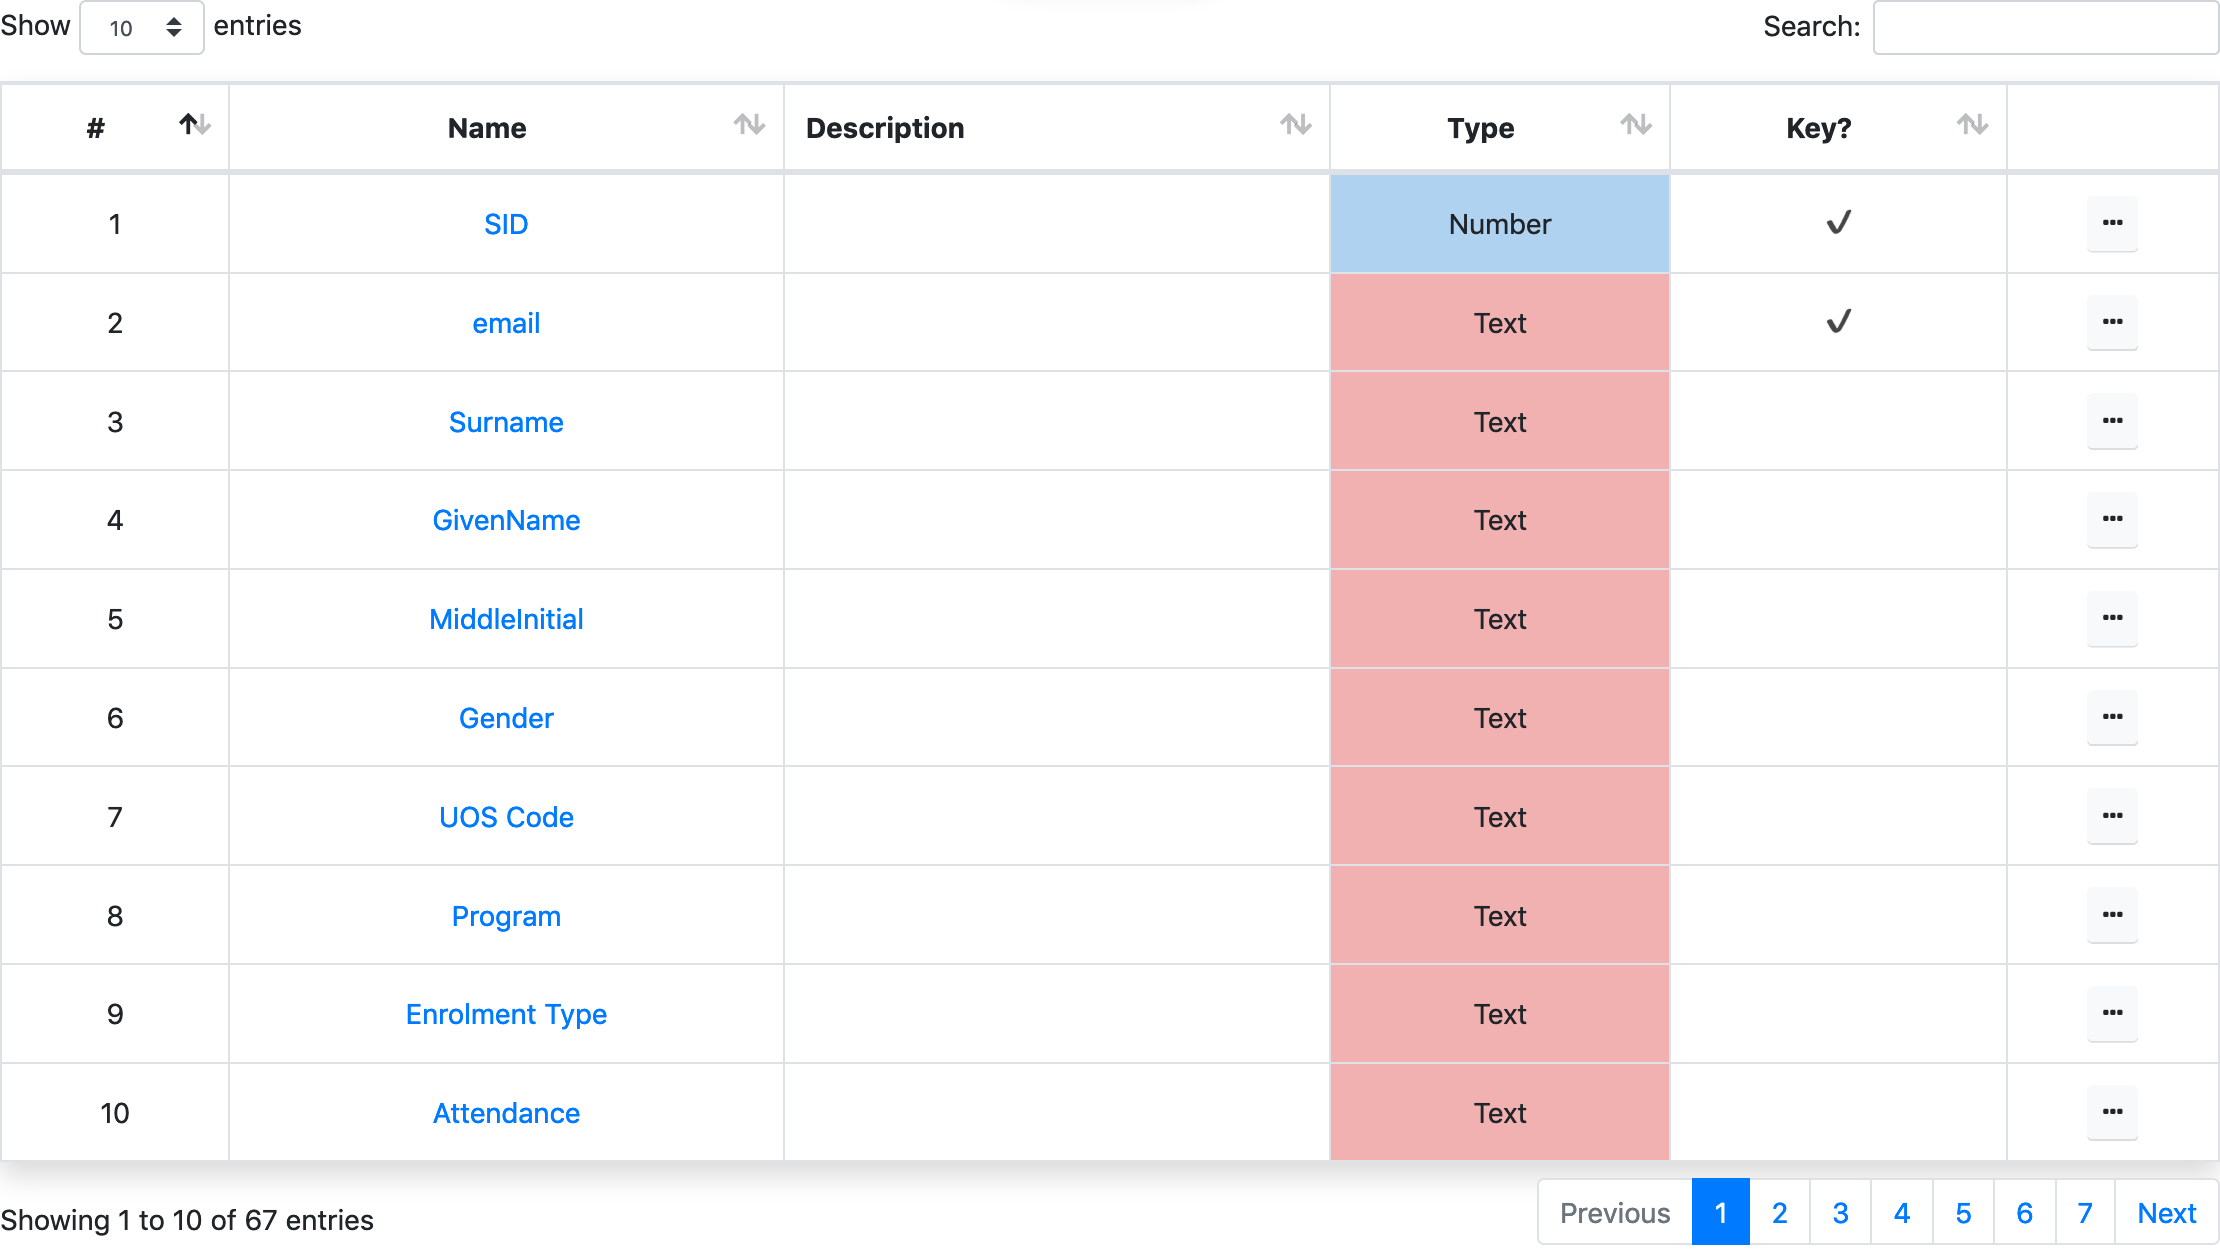 Show 10 entries Search:
# Name Description Type Key?
1 SID Number ✓
2 email Text ✓
3 Surname Text
4 GivenName Text
5 MiddleInitial Text
6 Gender Text
7 UOS Code Text
8 Program Text
9 Enrolment Type Text
10 Attendance Text
Showing 1 to 10 of 67 entries Previous 1 2 3 4 5 6 7 Next